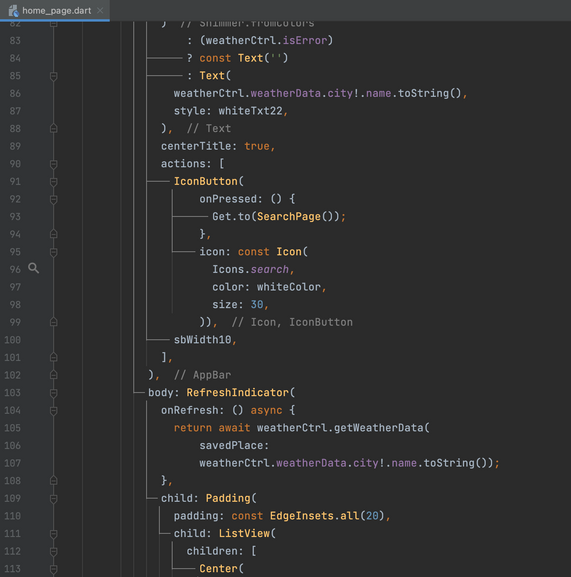 home_page.dart
82 ) // Shimmer.fromColors
83 : (weatherCtrl.isError)
84 ? const Text('')
85 : Text(
86 weatherCtrl.weatherData.city!.name.toString(),
87 style: whiteTxt22,
88 ), // Text
89 centerTitle: true,
90 actions: [
91 IconButton(
92 onPressed: () {
93 Get.to(SearchPage());
94 },
95 icon: const Icon(
96 Icons.search,
97 color: whiteColor,
98 size: 30,
99 )), // Icon, IconButton
100 sbWidth10,
101 ],
102 ), // AppBar
103 body: RefreshIndicator(
104 onRefresh: () async {
105 return await weatherCtrl.getWeatherData(
106 savedPlace:
107 weatherCtrl.weatherData.city!.name.toString());
108 },
109 child: Padding(
110 padding: const EdgeInsets.all(20),
111 child: ListView(
112 children: [
113 Center(